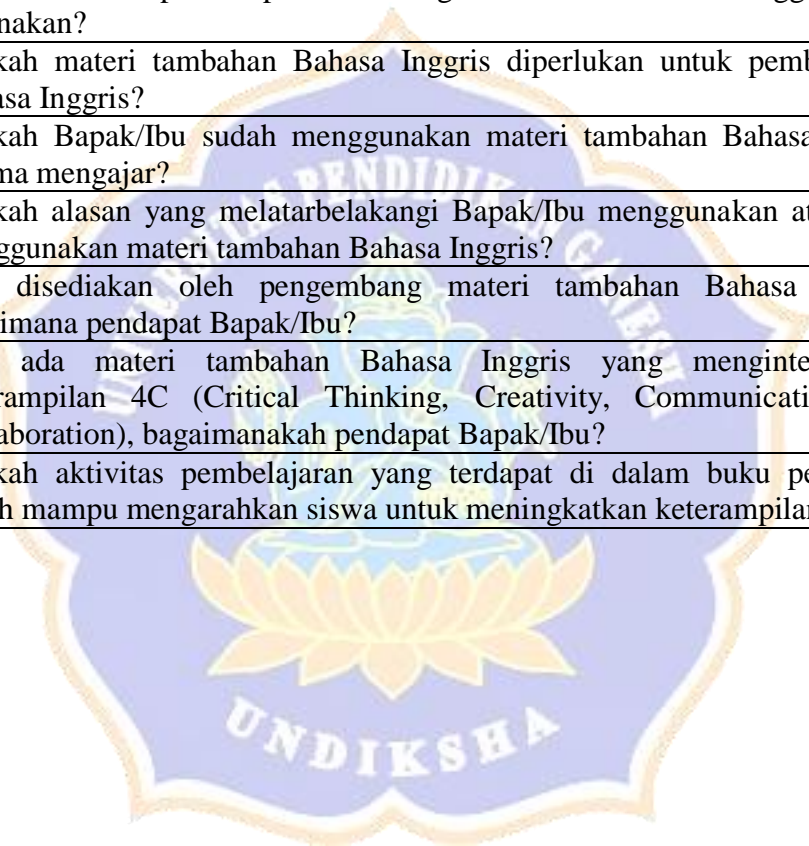 nakan?
kah materi tambahan Bahasa Inggris diperlukan untuk pemb
asa Inggris?
kah Bapak/Ibu sudah menggunakan materi tambahan Bahasa
ma mengajar?
kah alasan yang melatarbelakangi Bapak/Ibu menggunakan at
ggunakan materi tambahan Bahasa Inggris?
disediakan oleh pengembang materi tambahan Bahasa
imana pendapat Bapak/Ibu?
ada materi tambahan Bahasa Inggris yang menginte
rampilan 4C (Critical Thinking, Creativity, Communicati
aboration), bagaimanakah pendapat Bapak/Ibu?
kah aktivitas pembelajaran yang terdapat di dalam buku pe
h mampu mengarahkan siswa untuk meningkatkan keterampilan
UNIVERSITAS PENDIDIKAN GANESHA
UNDIKSHA